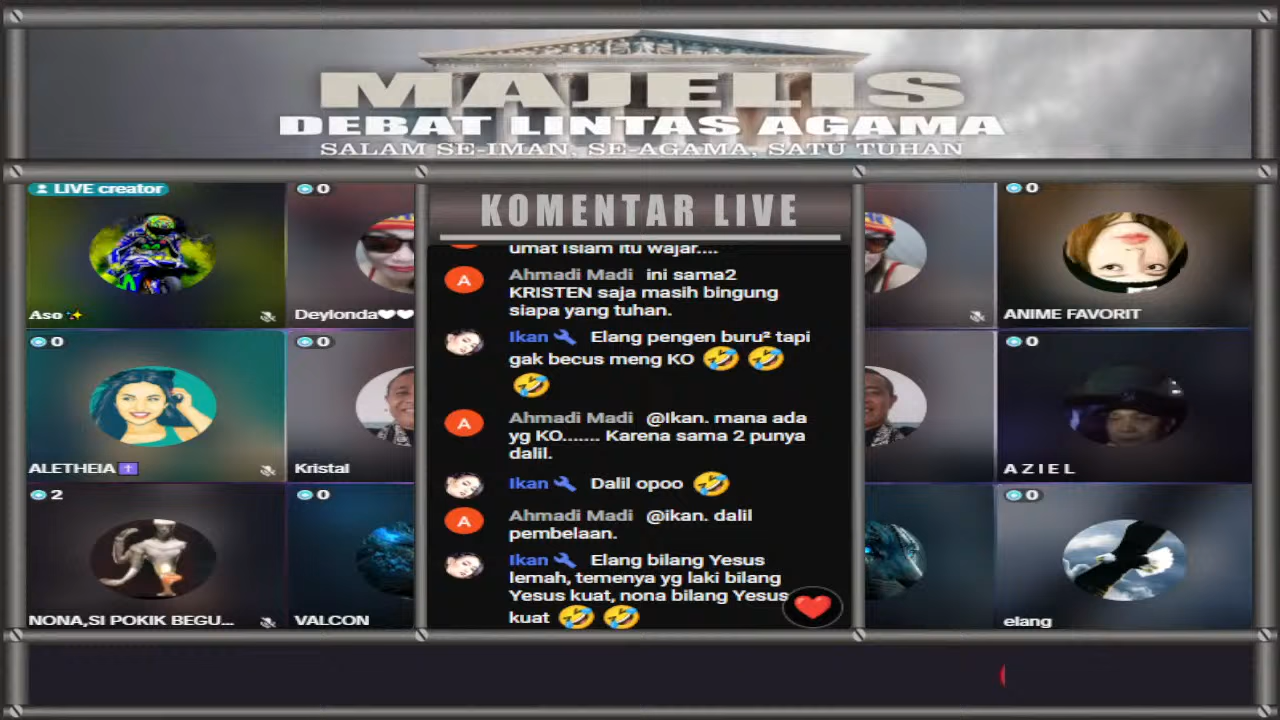 MAJELIS
DEBAT LINTAS AGAMA
SALAM SE-IMAN, SE-AGAMA, SATU TUHAN
LIVE creator
0
0
KOMENTAR LIVE
umat Islam itu wajar....
Ahmadi Madi ini sama2
KRISTEN saja masih bingung
siapa yang tuhan.
Aso✨
Deylonda🤍🤍
ANIME FAVORIT
0
0
0
Ikan 🔧 Elang pengen buru² tapi
gak becus meng KO 🤣 🤣
🤣
A Ahmadi Madi @Ikan. mana ada
yg KO....... Karena sama 2 punya
dalil.
ALETHEIA ✝
Kristal
A Z I E L
2
0
0
Ikan 🔧 Dalil opoo 🤣
A Ahmadi Madi @ikan. dalil
pembelaan.
Ikan 🔧 Elang bilang Yesus
lemah, temenya yg laki bilang
Yesus kuat, nona bilang Yesus
kuat 🤣 🤣
NONA,SI POKIK BEGU...
VALCON
elang